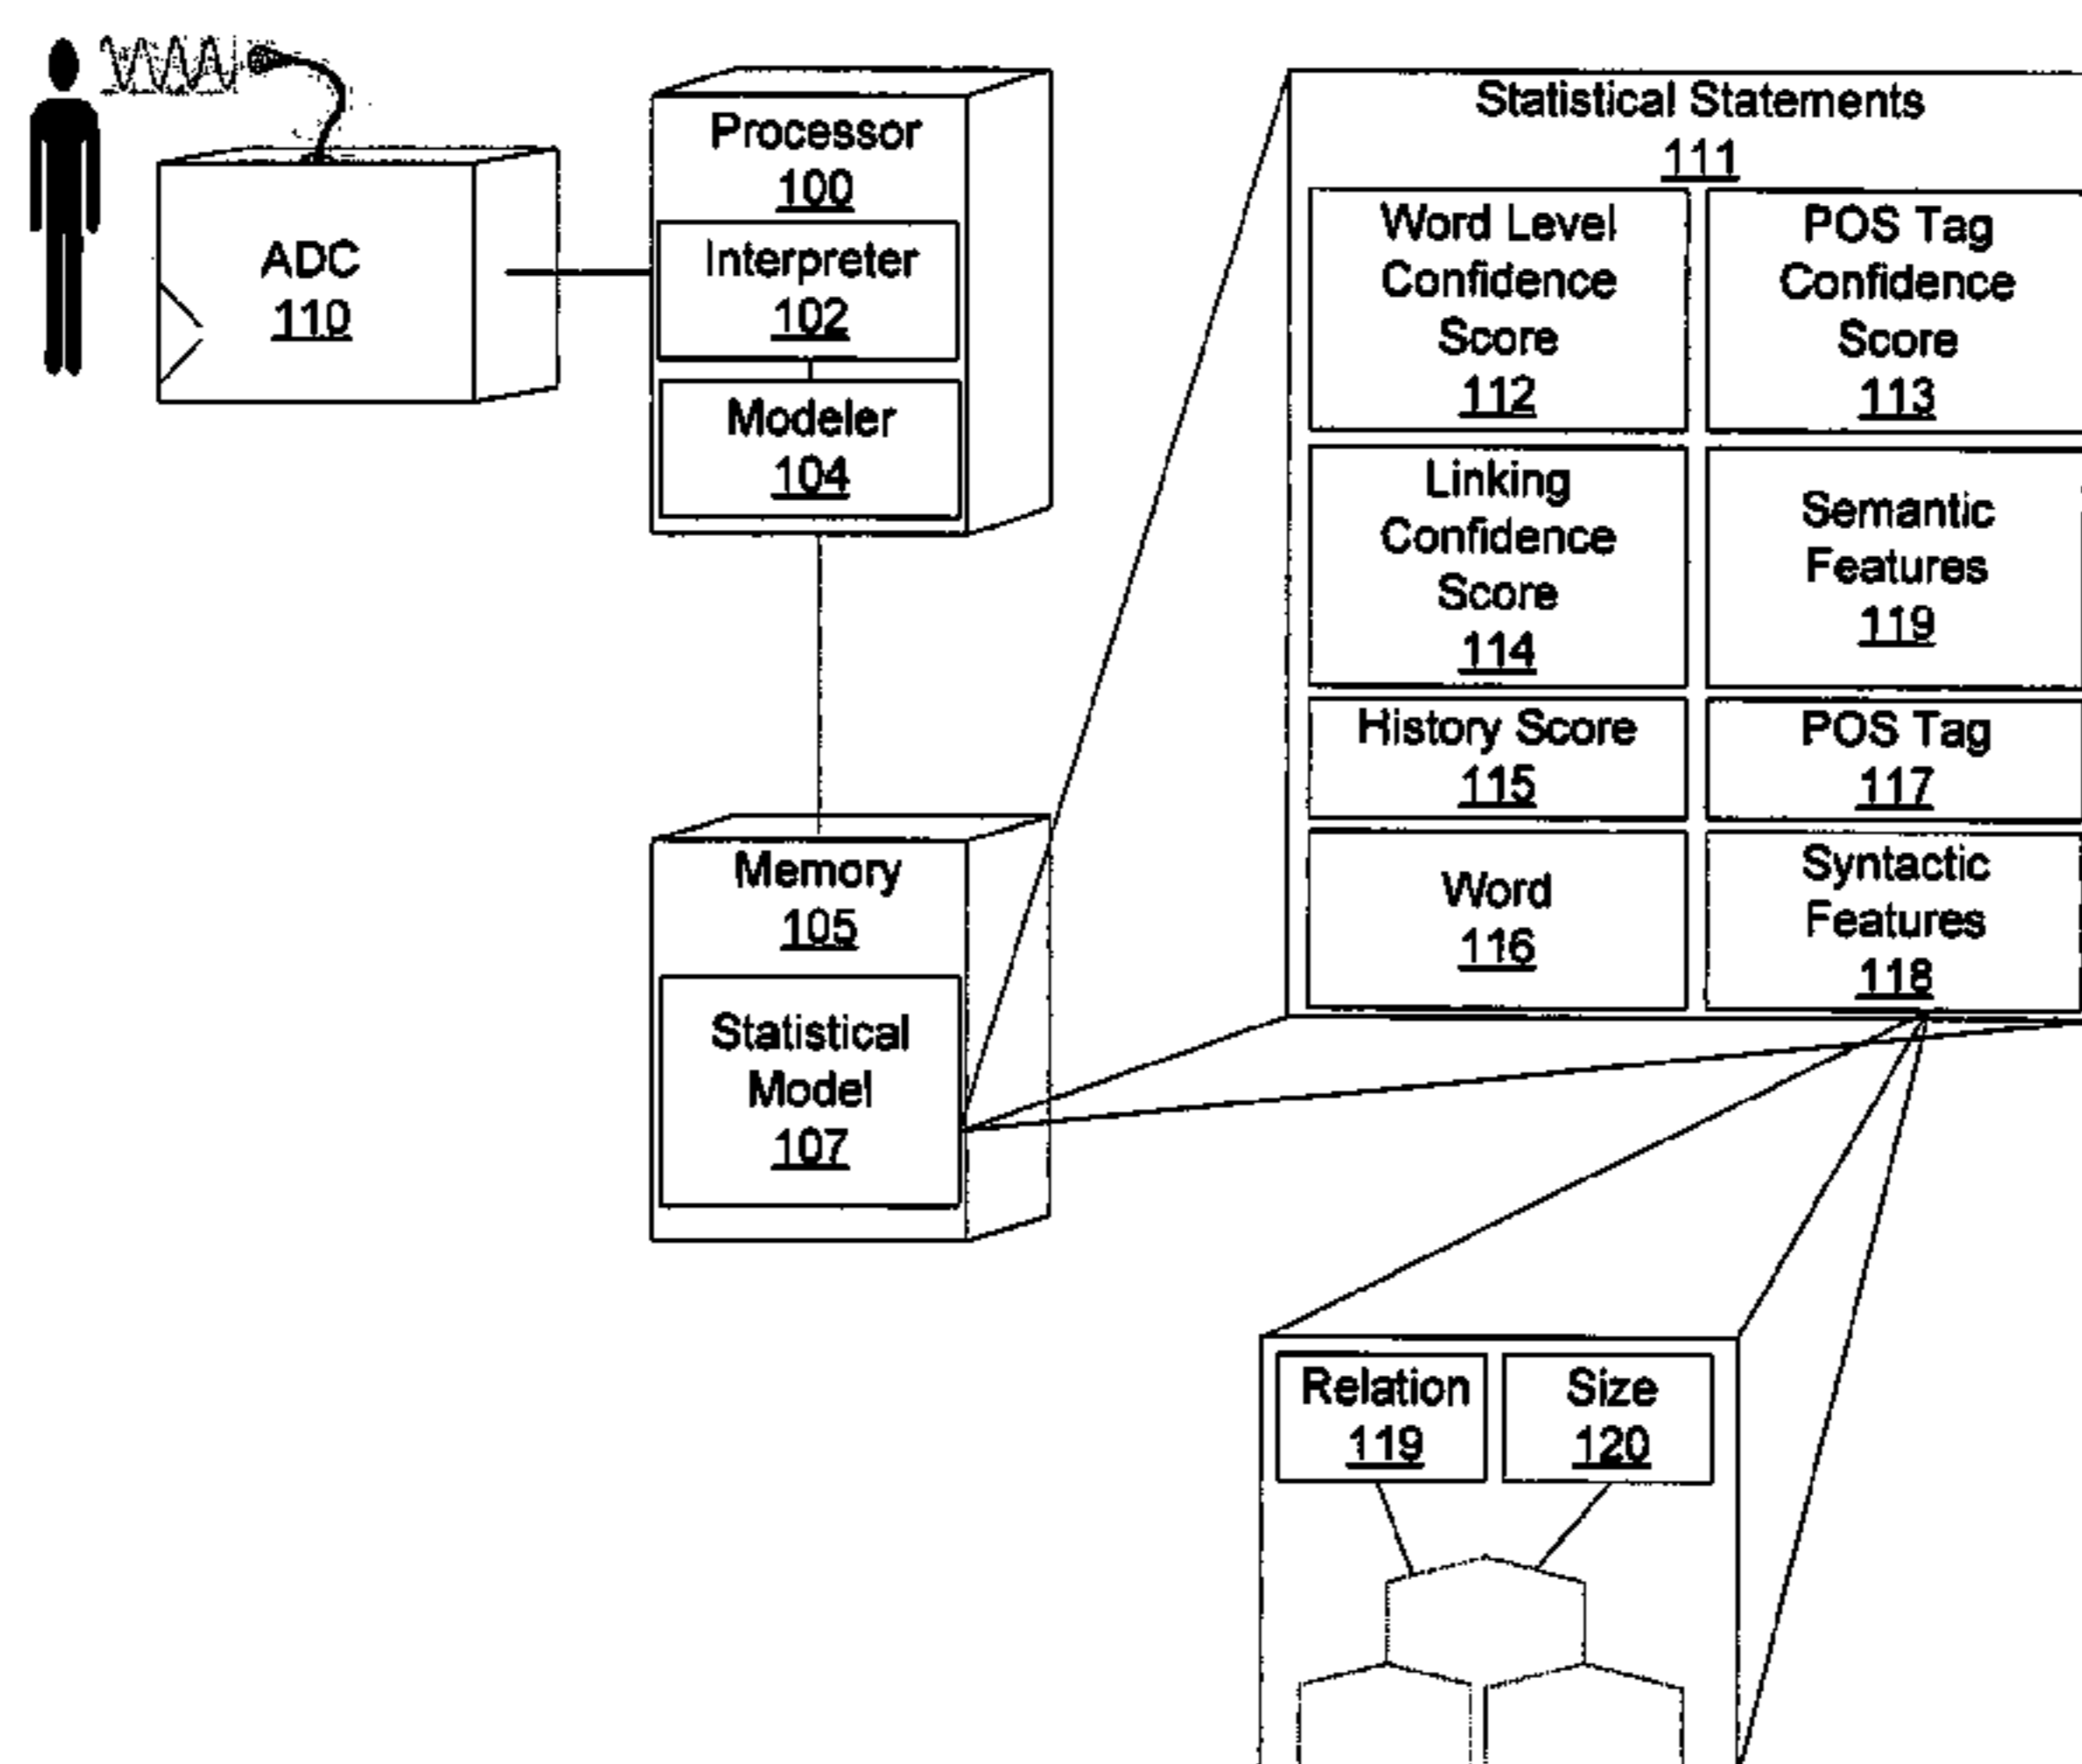 ADC
110
Processor
100
Interpreter
102
Modeler
104
Memory
105
Statistical
Model
107
Statistical Statements
111
Word Level
Confidence
Score
112
POS Tag
Confidence
Score
113
Linking
Confidence
Score
114
Semantic
Features
119
History Score
115
POS Tag
117
Word
116
Syntactic
Features
118
Relation
119
Size
120